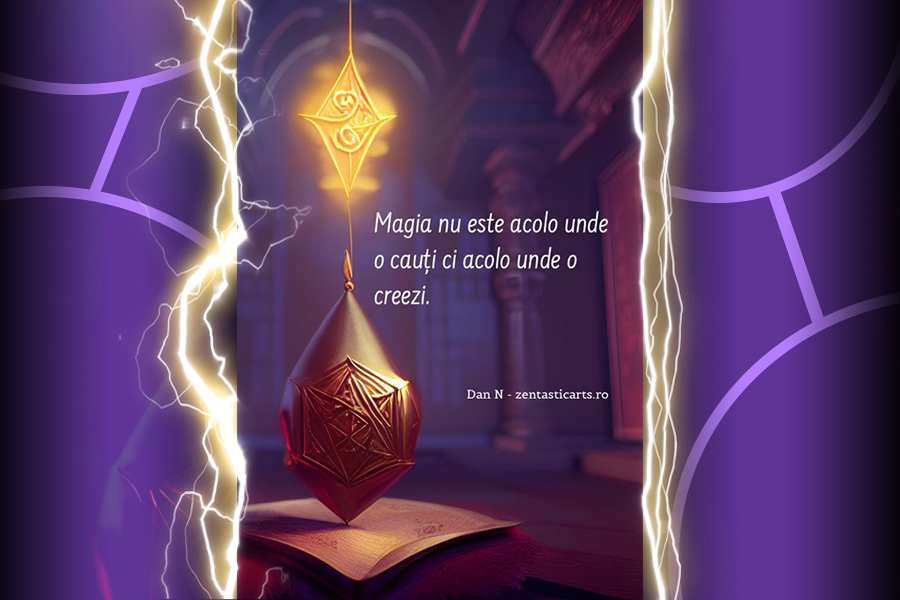 Magia nu este acolo unde
o cauți ci acolo unde o
creezi.
Dan N - zentasticarts.ro